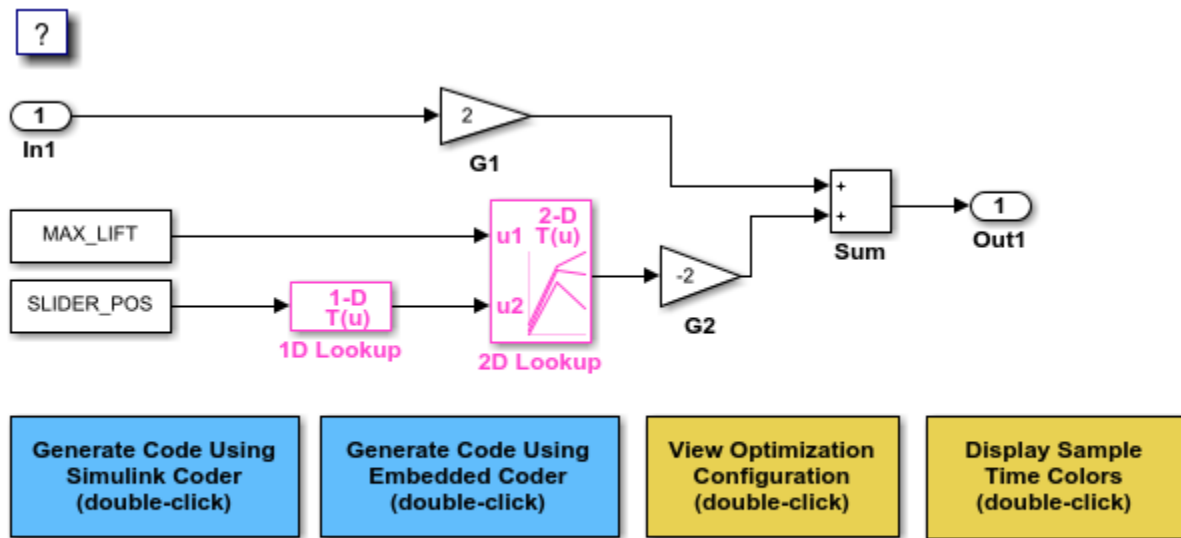 ?
1
In1
2
G1
MAX_LIFT
SLIDER_POS
1-D
T(u)
1D Lookup
u1
2-D
T(u)
u2
2D Lookup
-2
G2
+
+
Sum
1
Out1
Generate Code Using
Simulink Coder
(double-click)
Generate Code Using
Embedded Coder
(double-click)
View Optimization
Configuration
(double-click)
Display Sample
Time Colors
(double-click)